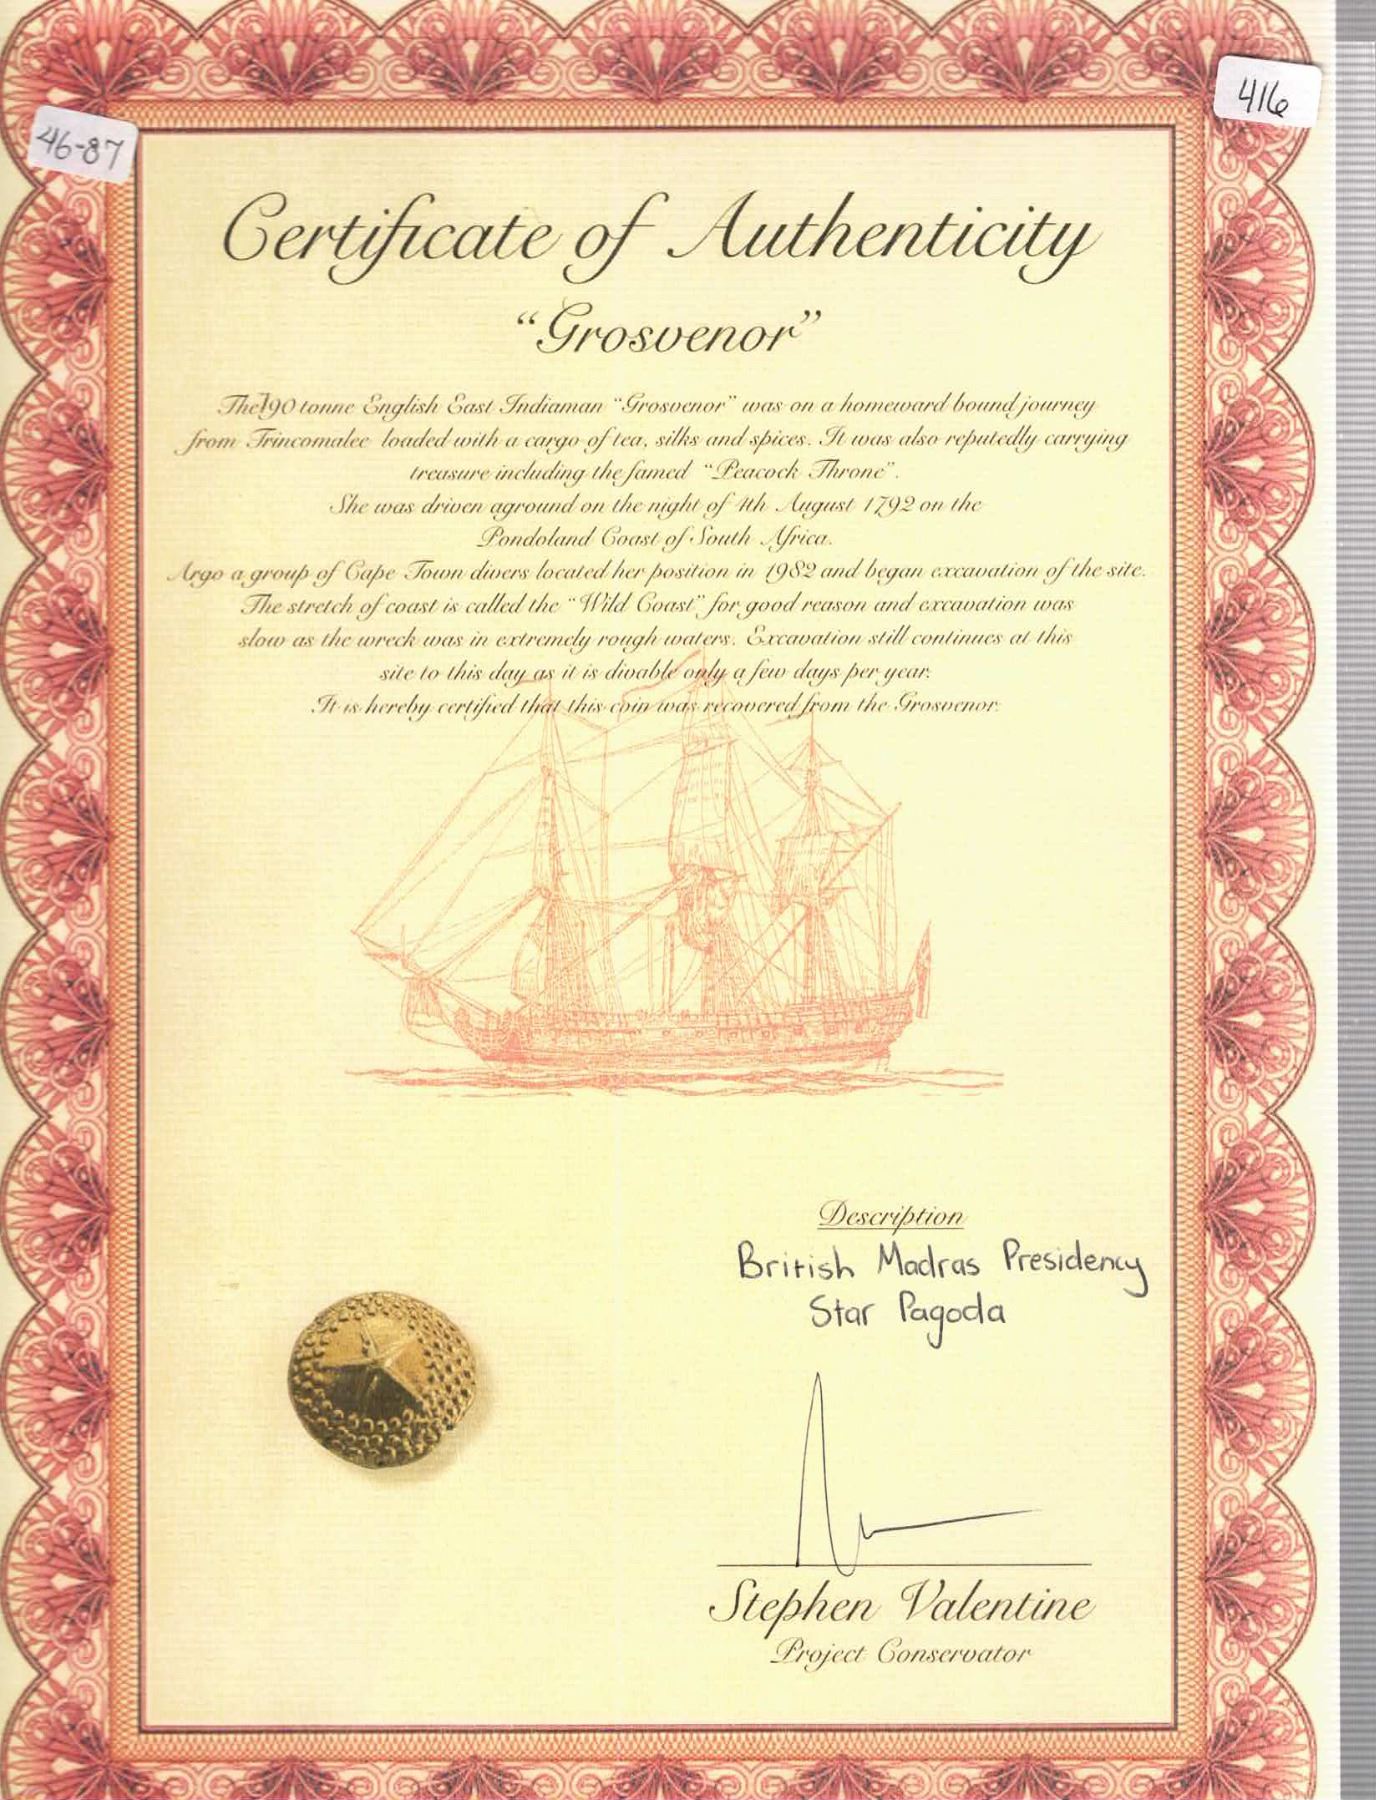 416
46-87
Certificate of Authenticity
“Grosvenor”
The 790 tonne English East Indiaman “Grosvenor” was on a homeward bound journey
from Trincomalee loaded with a cargo of tea, silks and spices. It was also reputedly carrying
treasure including the famed “Peacock Throne”.
She was driven aground on the night of 4th August 1792 on the
Pondoland Coast of South Africa.
Argo a group of Cape Town divers located her position in 1982 and began excavation of the site.
The stretch of coast is called the “Wild Coast” for good reason and excavation was
slow as the wreck was in extremely rough waters. Excavation still continues at this
site to this day as it is divable only a few days per year.
It is hereby certified that this coin was recovered from the Grosvenor.
Description
British Madras Presidency
Star Pagoda
Stephen Valentine
Project Conservator